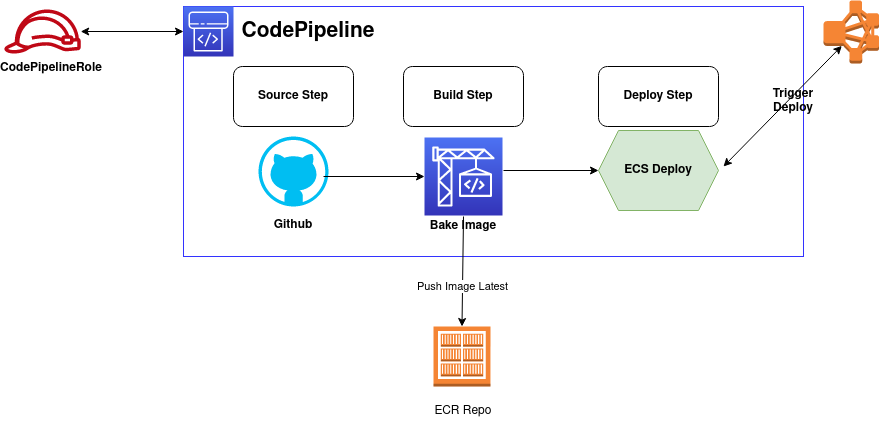 CodePipeline
CodePipelineRole
Source Step
Build Step
Deploy Step
Trigger
Deploy
ECS Deploy
Github
Bake Image
Push Image Latest
ECR Repo